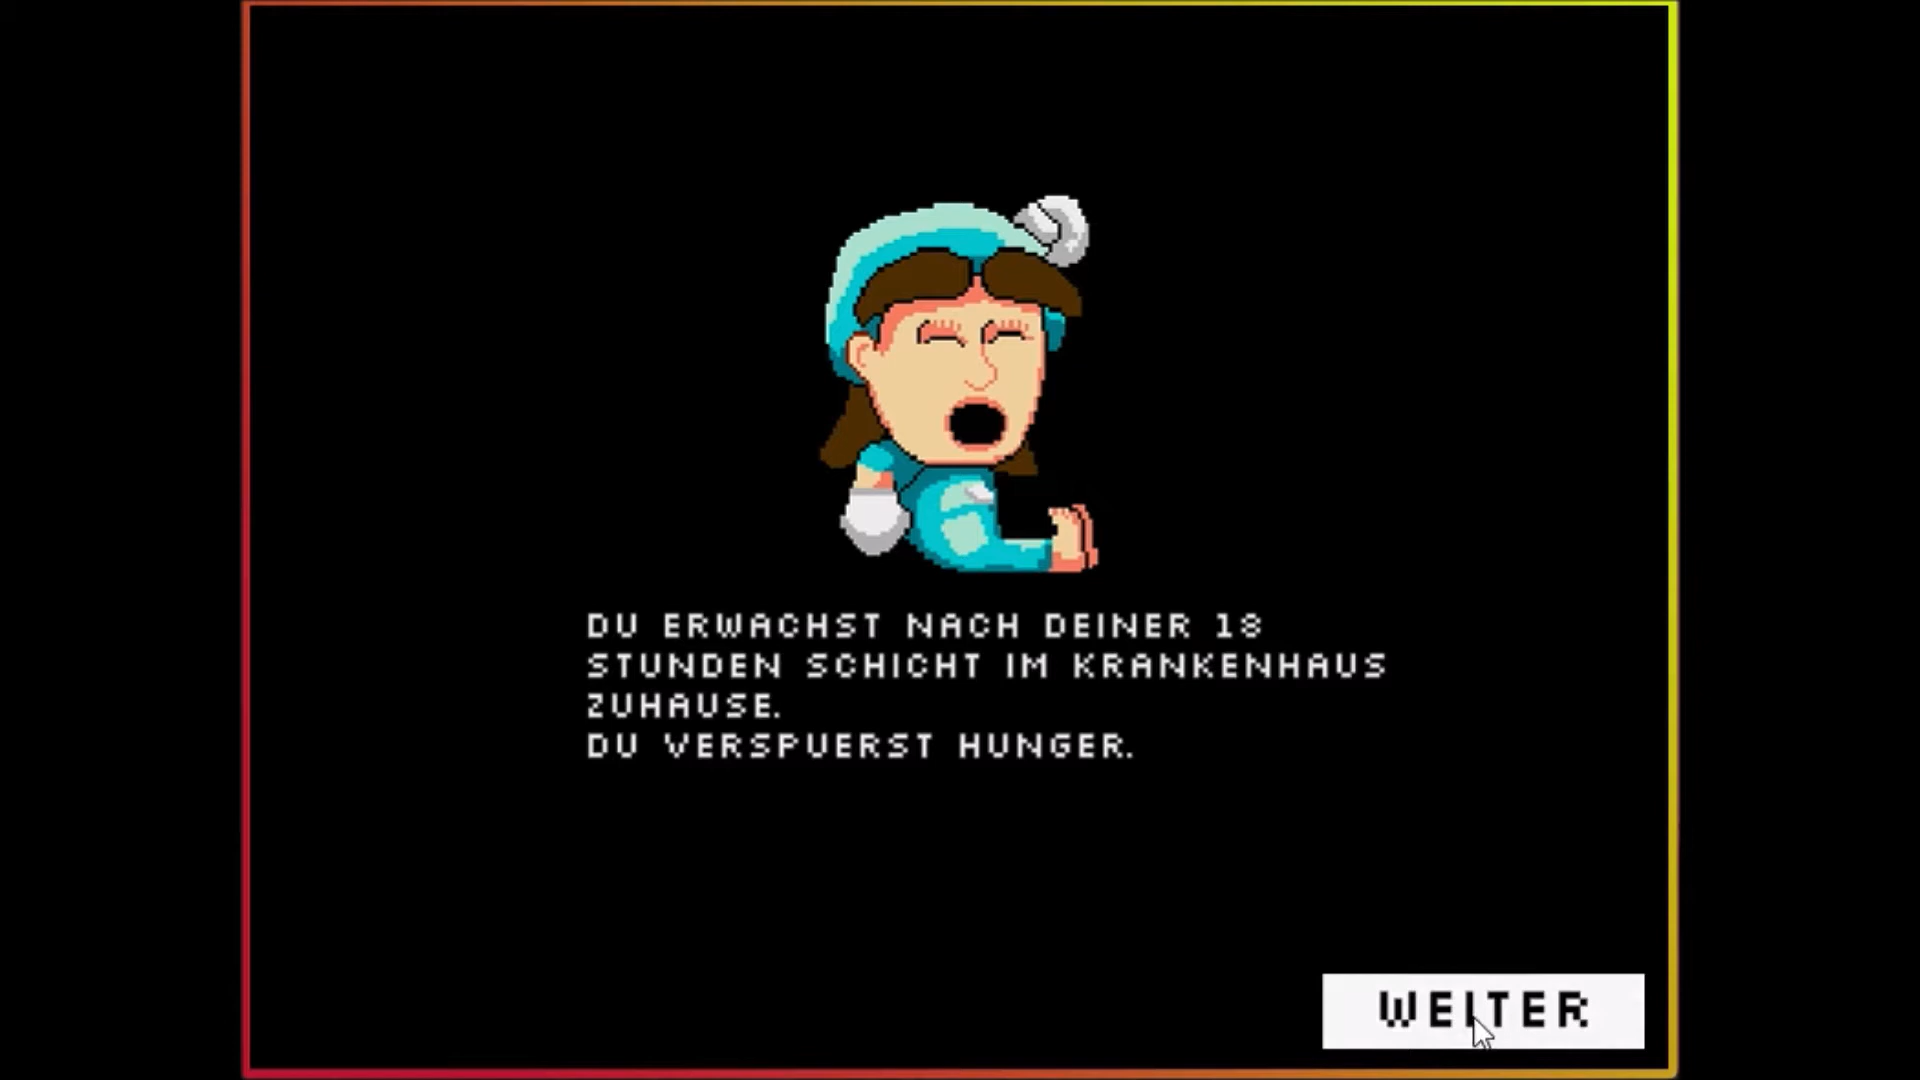 DU ERWACHST NACH DEINER 18
STUNDEN SCHICHT IM KRANKENHAUS
ZUHAUSE.
DU VERSPUERST HUNGER.
WEITER